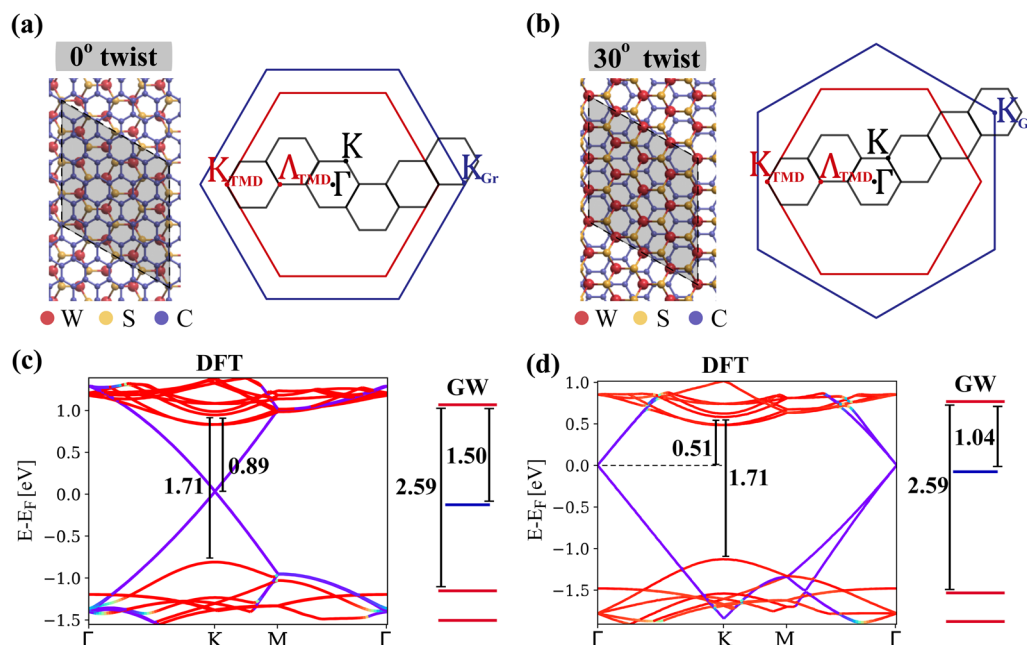 (a)
0° twist
K_TMD Λ_TMD Γ K K_Gr
W S C
(b)
30° twist
K_TMD Λ_TMD Γ K K_G
W S C
(c)
DFT
GW
E-E_F [eV]
1.0
0.5
0.0
−0.5
−1.0
−1.5
1.71
0.89
2.59
1.50
Γ K M Γ
(d)
DFT
GW
E-E_F [eV]
1.0
0.5
0.0
−0.5
−1.0
−1.5
0.51
1.71
2.59
1.04
Γ K M Γ